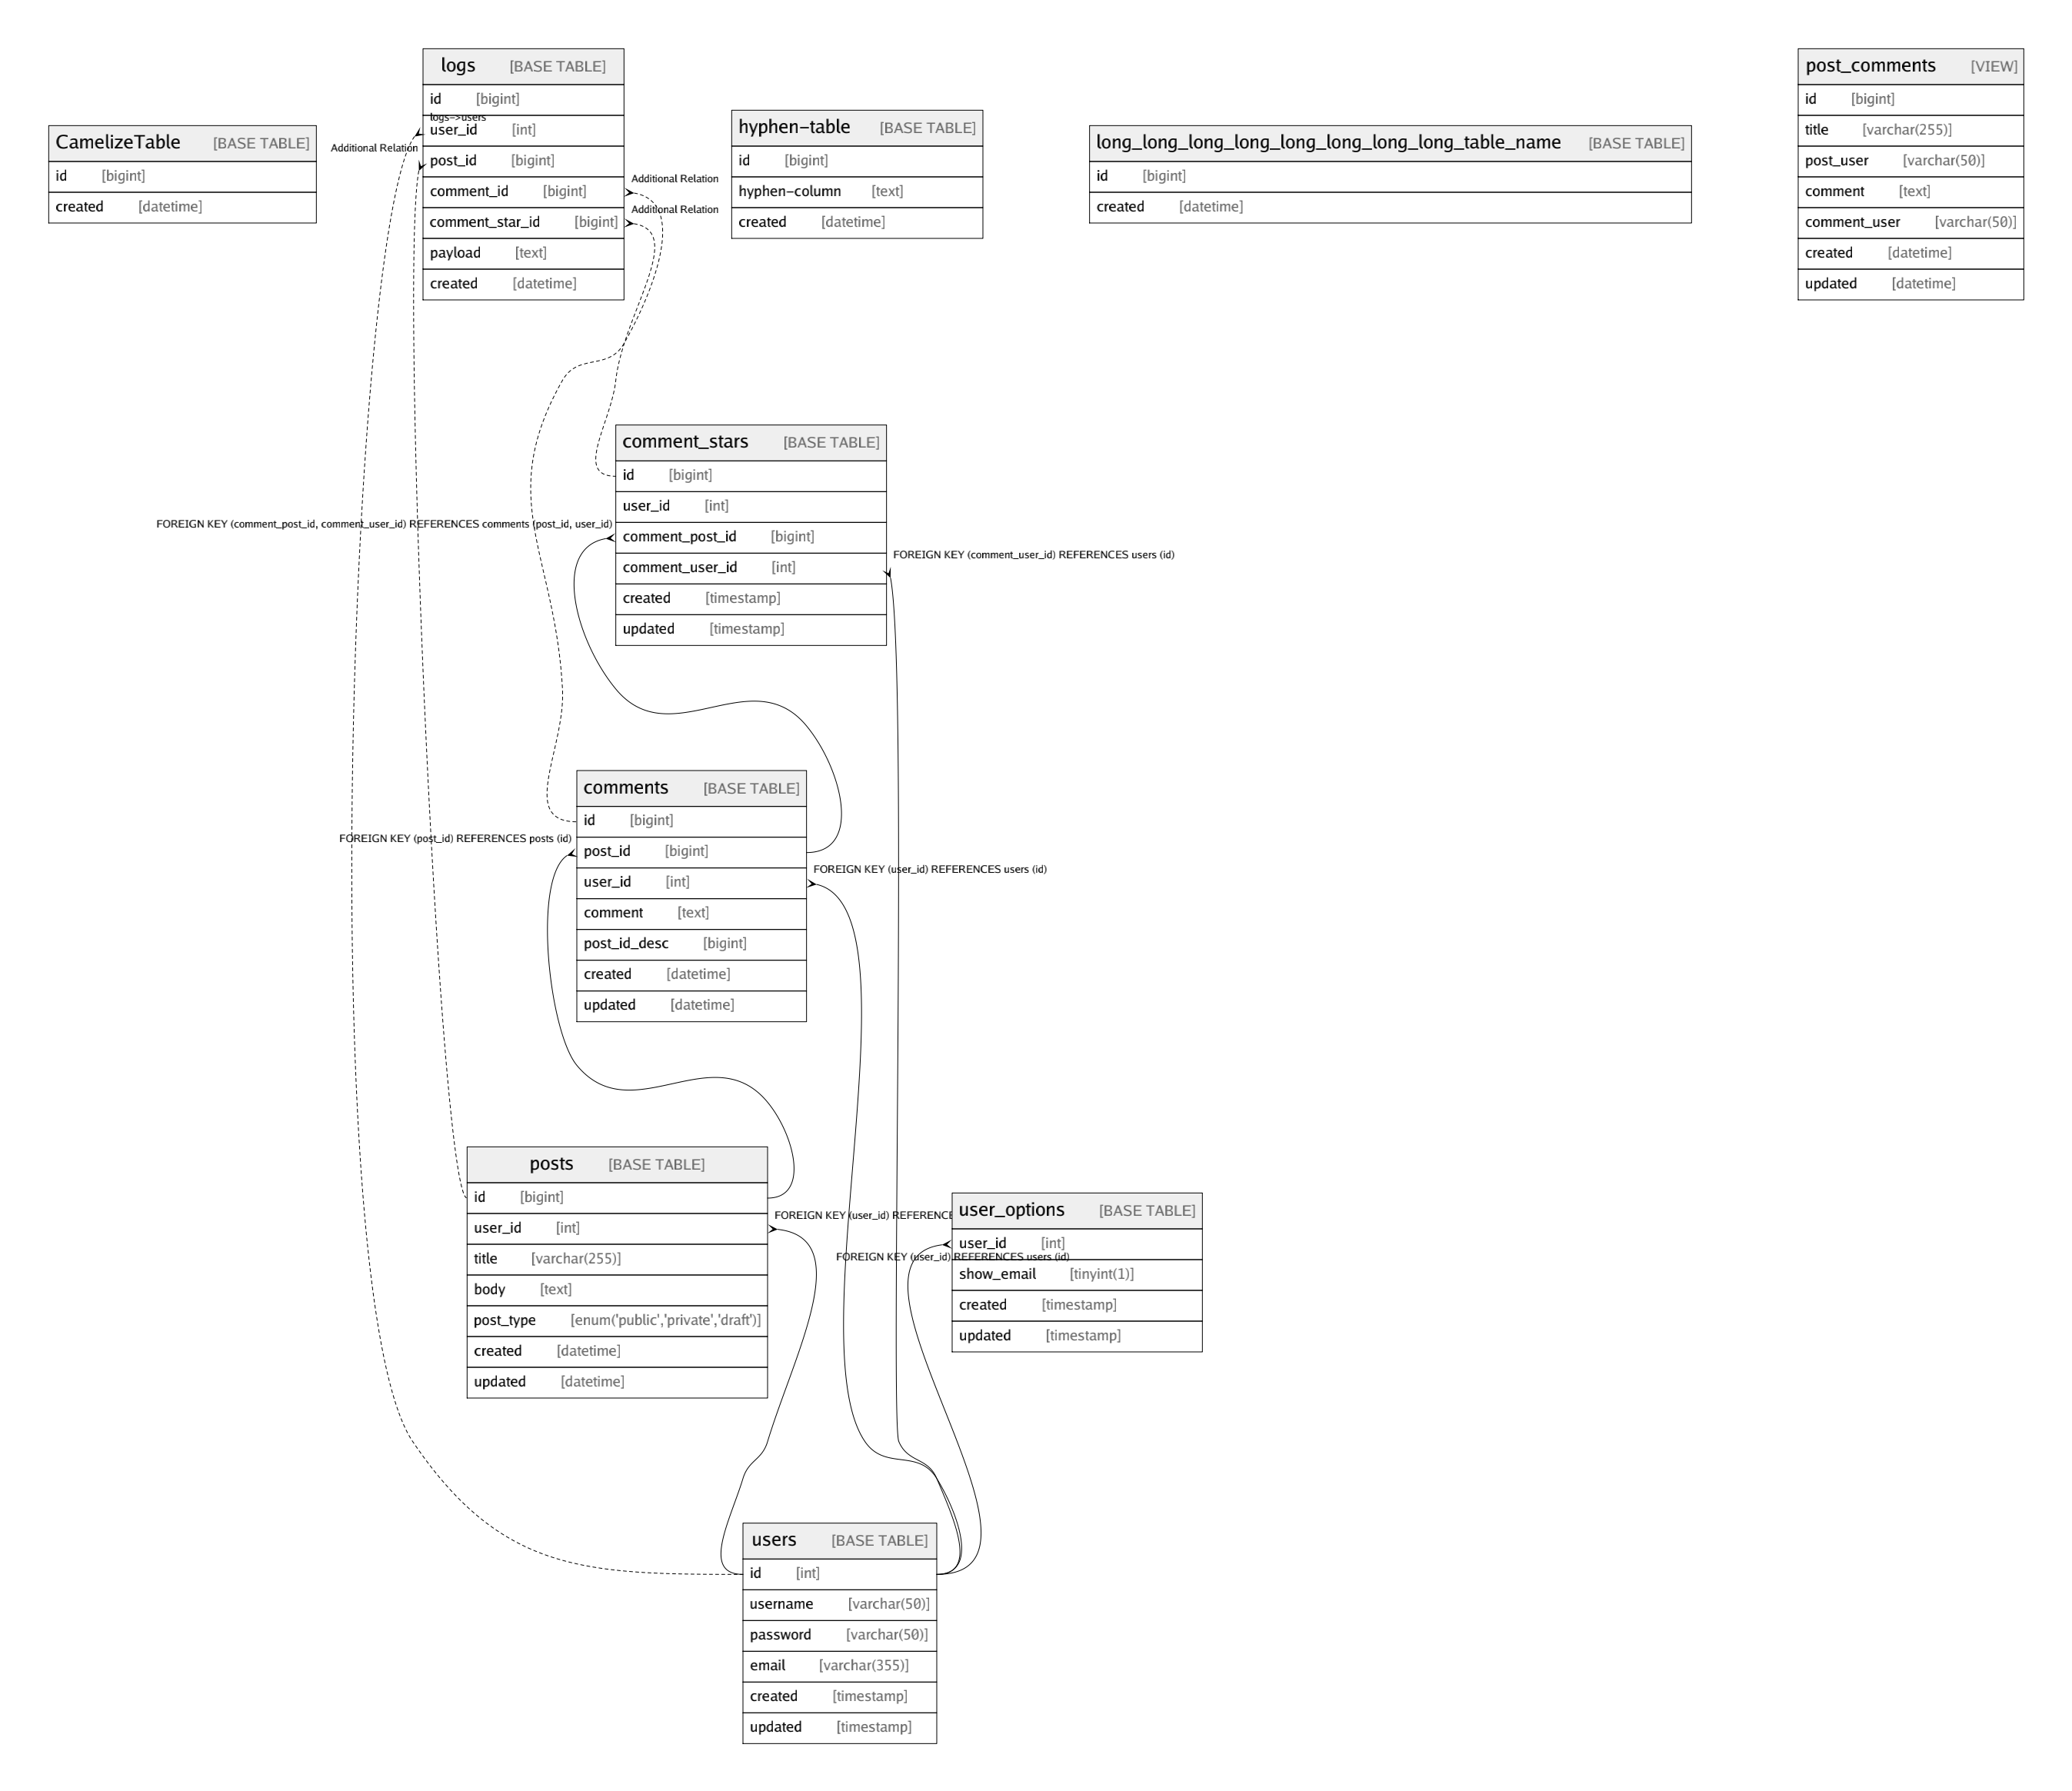 logs [BASE TABLE]
id [bigint]
logs->users
user_id [int]
Additional Relation
post_id [bigint]
comment_id [bigint]
Additional Relation
comment_star_id [bigint]
Additional Relation
payload [text]
created [datetime]
CamelizeTable [BASE TABLE]
id [bigint]
created [datetime]
hyphen-table [BASE TABLE]
id [bigint]
hyphen-column [text]
created [datetime]
long_long_long_long_long_long_long_long_table_name [BASE TABLE]
id [bigint]
created [datetime]
post_comments [VIEW]
id [bigint]
title [varchar(255)]
post_user [varchar(50)]
comment [text]
comment_user [varchar(50)]
created [datetime]
updated [datetime]
comment_stars [BASE TABLE]
id [bigint]
user_id [int]
FOREIGN KEY (comment_post_id, comment_user_id) REFERENCES comments (post_id, user_id)
comment_post_id [bigint]
FOREIGN KEY (comment_user_id) REFERENCES users (id)
comment_user_id [int]
created [timestamp]
updated [timestamp]
comments [BASE TABLE]
id [bigint]
FOREIGN KEY (post_id) REFERENCES posts (id)
post_id [bigint]
FOREIGN KEY (user_id) REFERENCES users (id)
user_id [int]
comment [text]
post_id_desc [bigint]
created [datetime]
updated [datetime]
posts [BASE TABLE]
id [bigint]
FOREIGN KEY (user_id) REFERENCE
user_id [int]
title [varchar(255)]
body [text]
post_type [enum('public','private','draft')]
created [datetime]
updated [datetime]
user_options [BASE TABLE]
user_id [int]
FOREIGN KEY (user_id) REFERENCES users (id)
show_email [tinyint(1)]
created [timestamp]
updated [timestamp]
users [BASE TABLE]
id [int]
username [varchar(50)]
password [varchar(50)]
email [varchar(355)]
created [timestamp]
updated [timestamp]